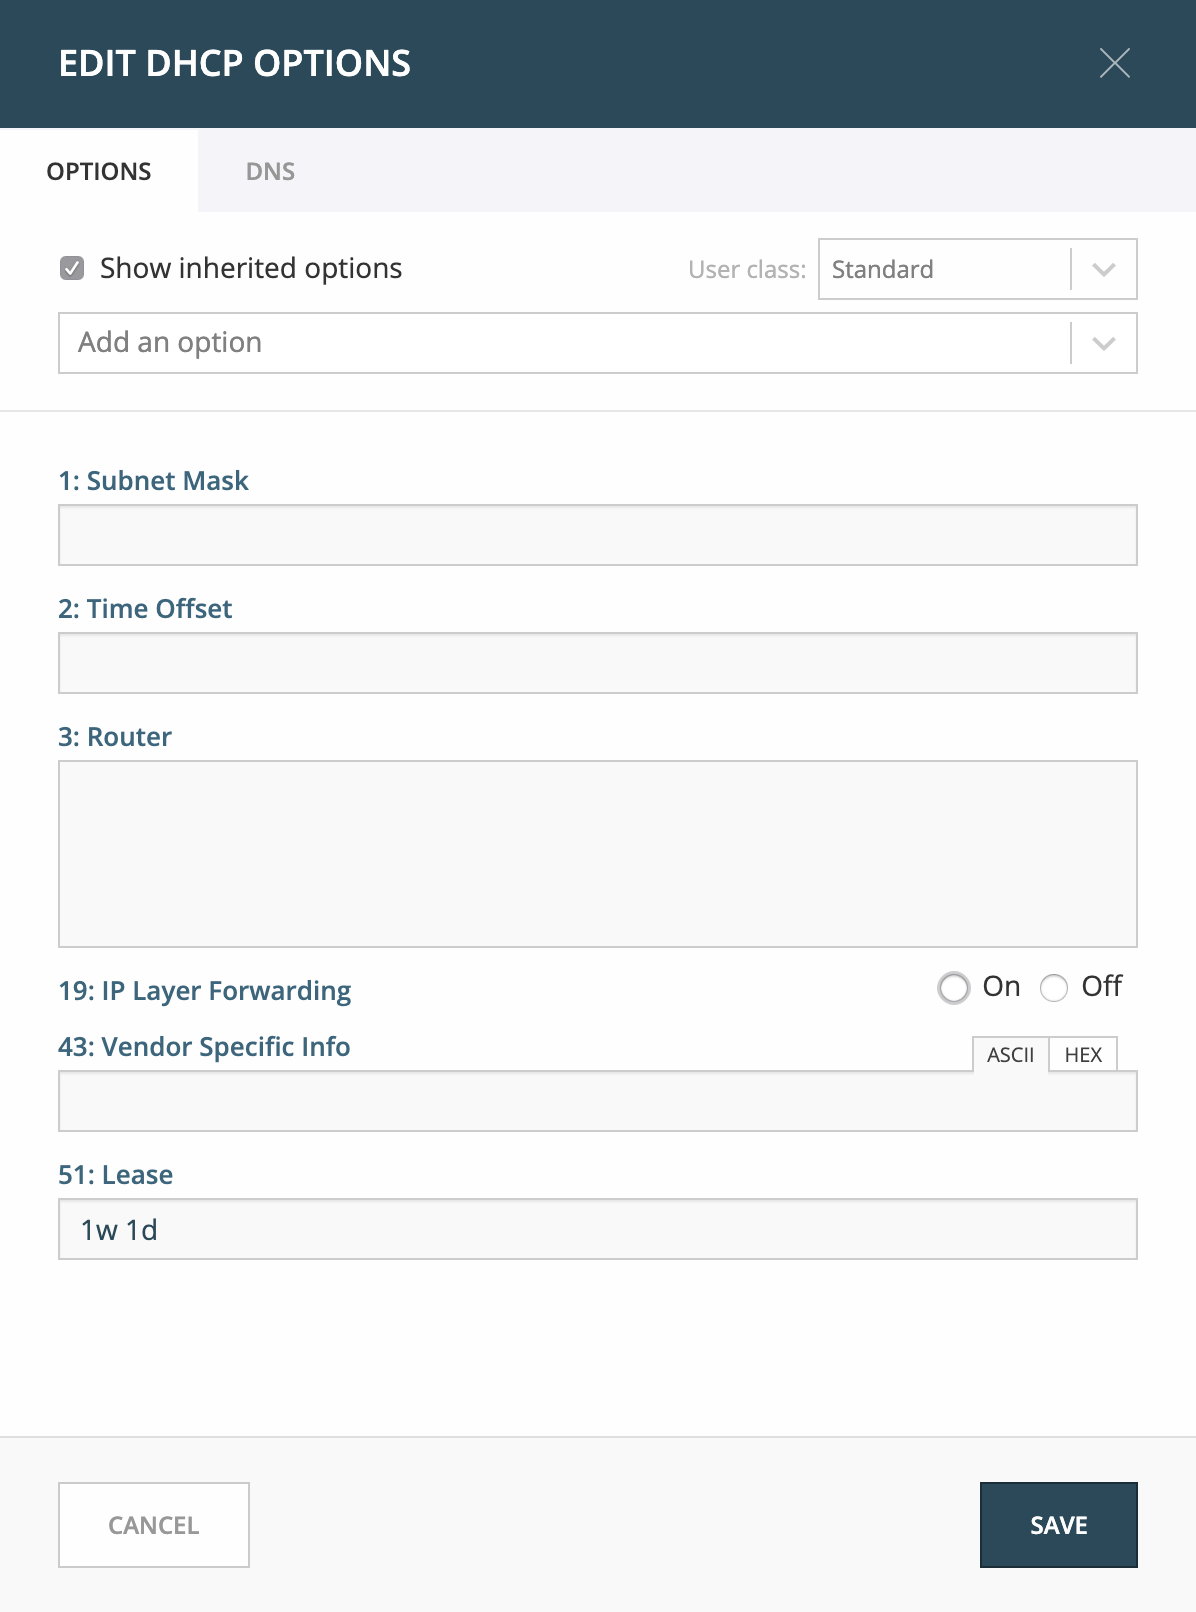 EDIT DHCP OPTIONS
OPTIONS DNS
Show inherited options User class: Standard
Add an option
1: Subnet Mask
2: Time Offset
3: Router
19: IP Layer Forwarding On Off
43: Vendor Specific Info ASCII HEX
51: Lease
1w 1d
CANCEL SAVE